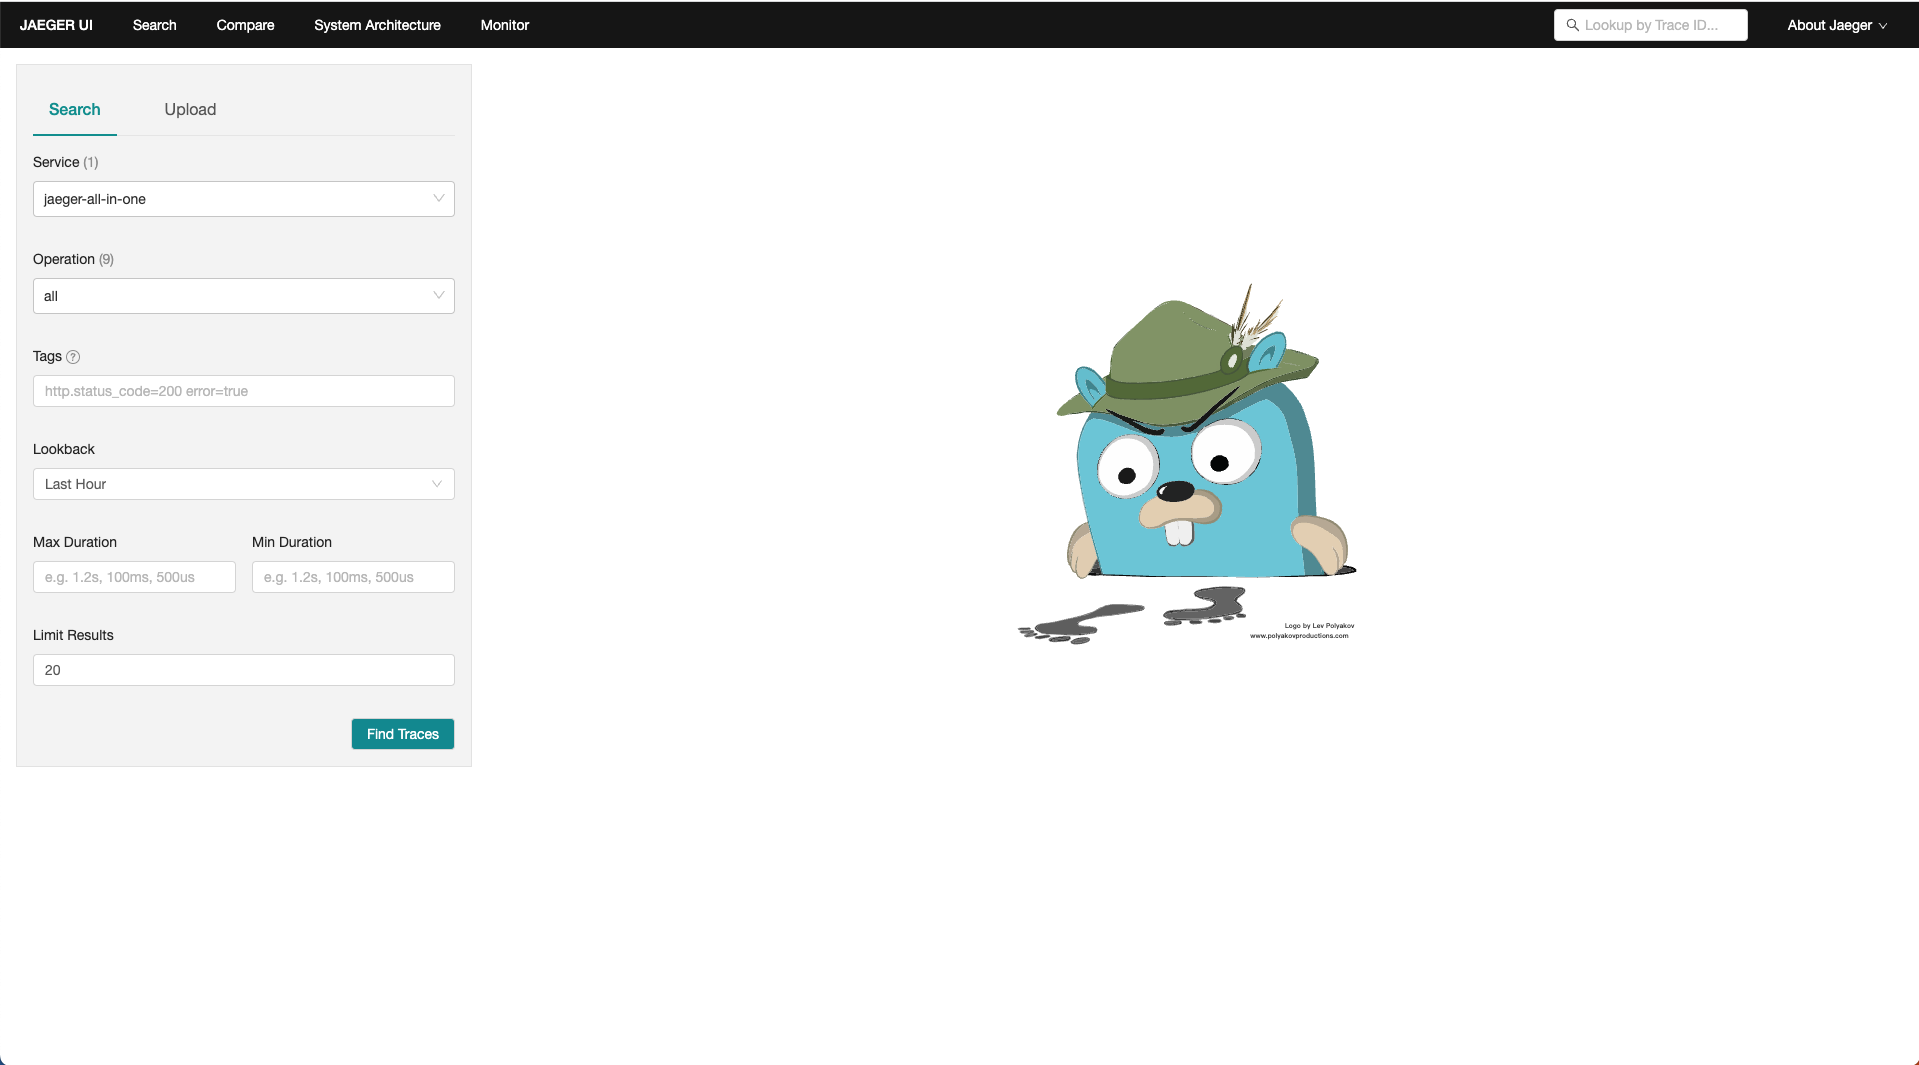 JAEGER UI Search Compare System Architecture Monitor Lookup by Trace ID... About Jaeger
Search Upload
Service (1)
jaeger-all-in-one
Operation (9)
all
Tags ?
http.status_code=200 error=true
Lookback
Last Hour
Max Duration Min Duration
e.g. 1.2s, 100ms, 500us e.g. 1.2s, 100ms, 500us
Limit Results
20
Find Traces
Logo by Lev Polyakov
www.polyakovproductions.com